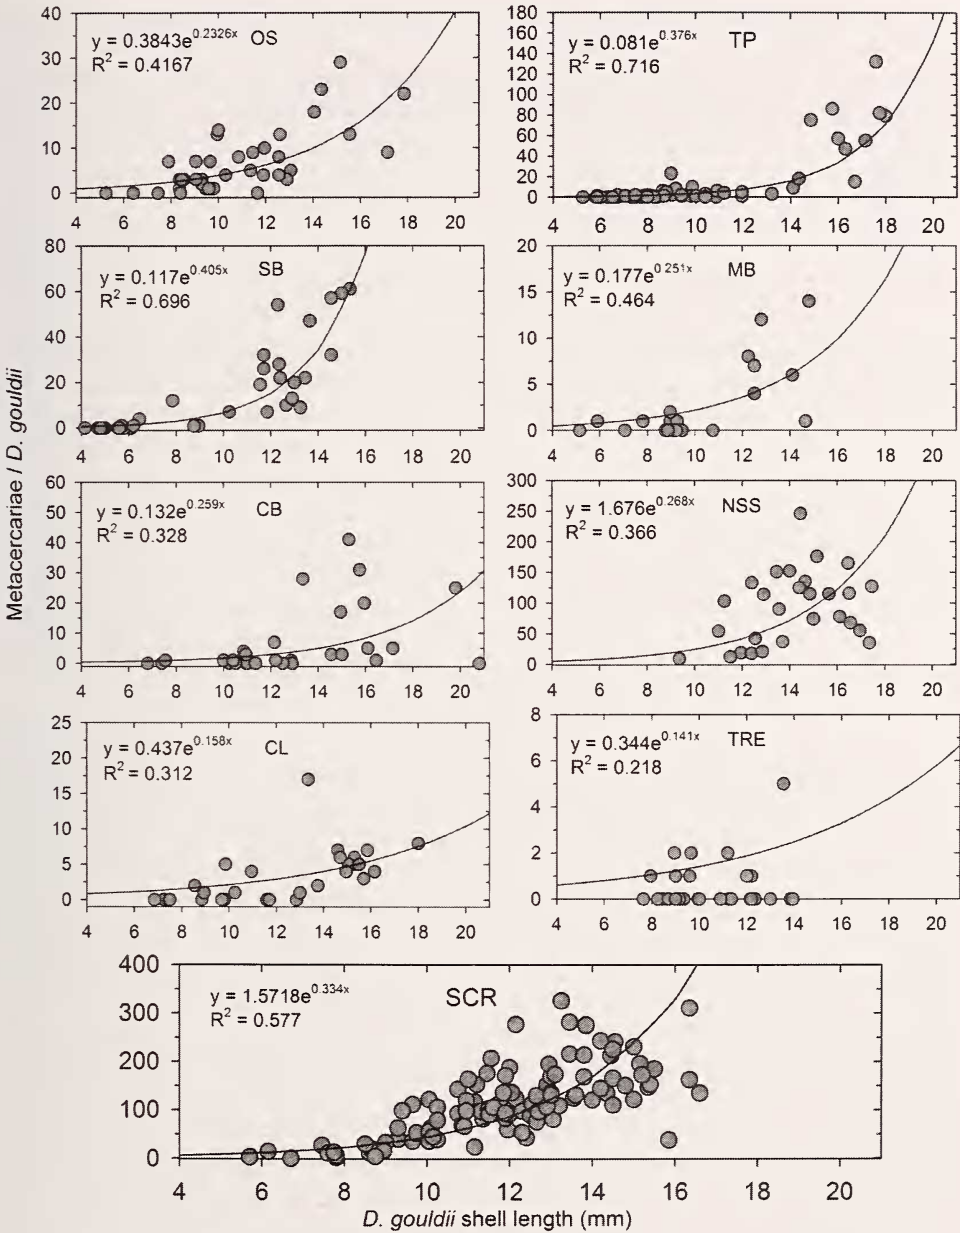 40
30
20
10
0
y = 0.3843e^0.2326x
R² = 0.4167
OS
4 6 8 10 12 14 16 18 20
180
160
140
120
100
80
60
40
20
0
y = 0.081e^0.376x
R² = 0.716
TP
4 6 8 10 12 14 16 18 20
80
60
40
20
0
y = 0.117e^0.405x
R² = 0.696
SB
4 6 8 10 12 14 16 18 20
20
15
10
5
0
y = 0.177e^0.251x
R² = 0.464
MB
4 6 8 10 12 14 16 18 20
Metacercariae / D. gouldii
60
50
40
30
20
10
0
y = 0.132e^0.259x
R² = 0.328
CB
4 6 8 10 12 14 16 18 20
300
250
200
150
100
50
0
y = 1.676e^0.268x
R² = 0.366
NSS
4 6 8 10 12 14 16 18 20
25
20
15
10
5
0
y = 0.437e^0.158x
R² = 0.312
CL
4 6 8 10 12 14 16 18 20
8
6
4
2
0
y = 0.344e^0.141x
R² = 0.218
TRE
4 6 8 10 12 14 16 18 20
400
300
200
100
0
y = 1.5718e^0.334x
R² = 0.577
SCR
4 6 8 10 12 14 16 18 20
D. gouldii shell length (mm)